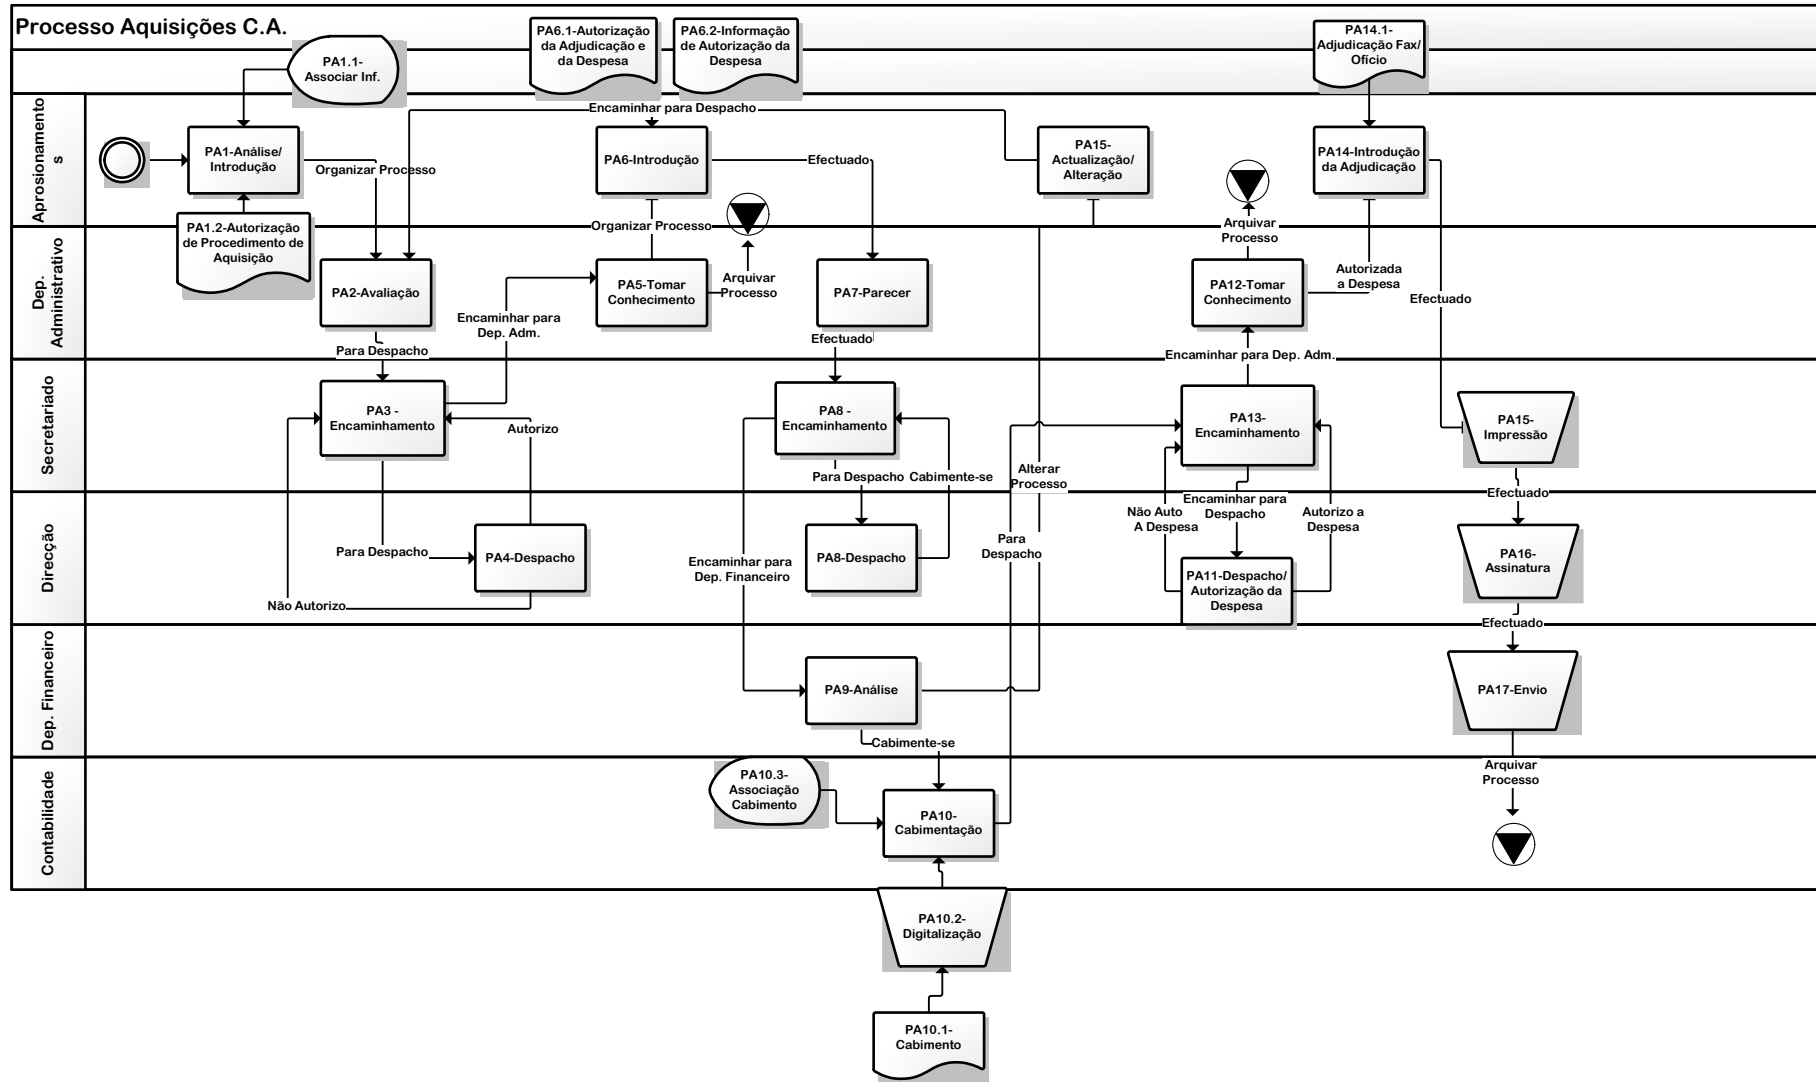 Processo Aquisições C.A.
PA1.1-
Associar Inf.
PA6.1-Autorização
da Adjudicação e
da Despesa
PA6.2-Informação
de Autorização da
Despesa
PA14.1-
Adjudicação Fax/
Ofício
Aprosionamento
s
Encaminhar para Despacho
PA1-Análise/
Introdução
Organizar Processo
PA6-Introdução
Efectuado
PA15-
Actualização/
Alteração
PA14-Introdução
da Adjudicação
PA1.2-Autorização
de Procedimento de
Aquisição
Organizar Processo
Arquivar
Processo
Dep.
Administrativo
PA2-Avaliação
PA5-Tomar
Conhecimento
Arquivar
Processo
PA7-Parecer
PA12-Tomar
Conhecimento
Autorizada
a Despesa
Efectuado
Encaminhar para
Dep. Adm.
Para Despacho
Efectuado
Encaminhar para Dep. Adm.
Secretariado
PA3 -
Encaminhamento
Autorizo
PA8 -
Encaminhamento
PA13-
Encaminhamento
PA15-
Impressão
Para Despacho
Cabimente-se
Alterar
Processo
Encaminhar para
Despacho
Efectuado
Direcção
Para Despacho
PA4-Despacho
Não Autorizo
Encaminhar para
Dep. Financeiro
PA8-Despacho
Para
Despacho
Não Auto
A Despesa
Autorizo a
Despesa
PA11-Despacho/
Autorização da
Despesa
PA16-
Assinatura
Efectuado
Dep. Financeiro
PA9-Análise
PA17-Envio
Cabimente-se
Contabilidade
PA10.3-
Associação
Cabimento
PA10-
Cabimentação
Arquivar
Processo
PA10.2-
Digitalização
PA10.1-
Cabimento